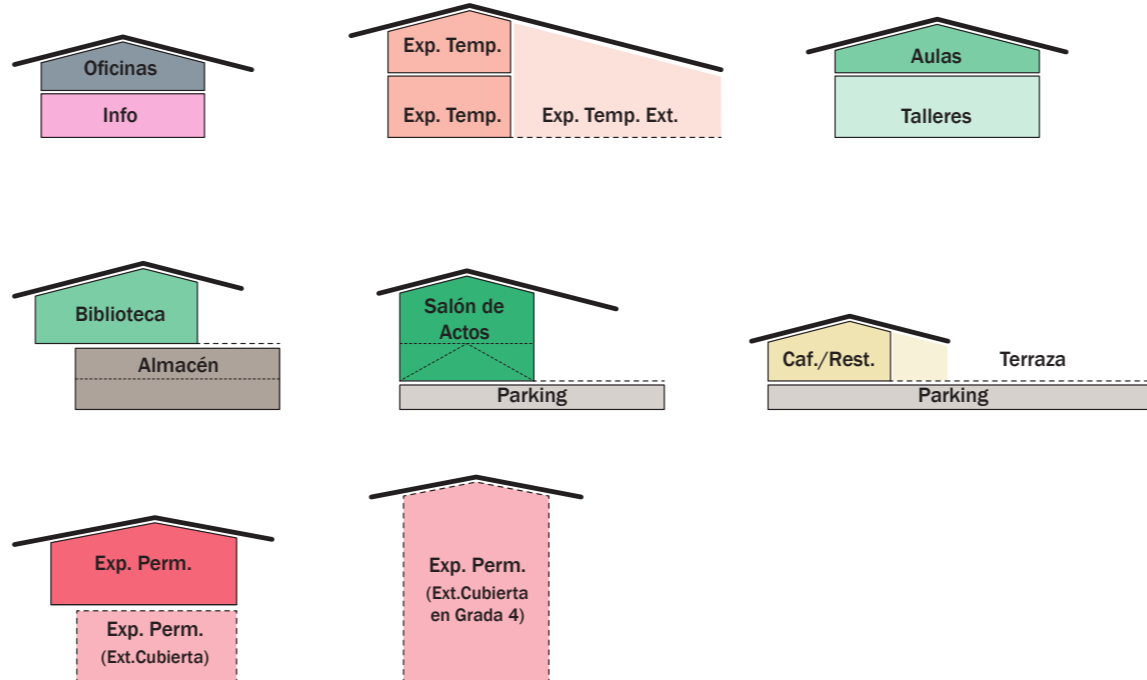 Oficinas
Info
Exp. Temp.
Exp. Temp.
Exp. Temp. Ext.
Aulas
Talleres
Biblioteca
Almacén
Salón de
Actos
Parking
Caf./Rest.
Terraza
Parking
Exp. Perm.
Exp. Perm.
(Ext.Cubierta)
Exp. Perm.
(Ext.Cubierta
en Grada 4)